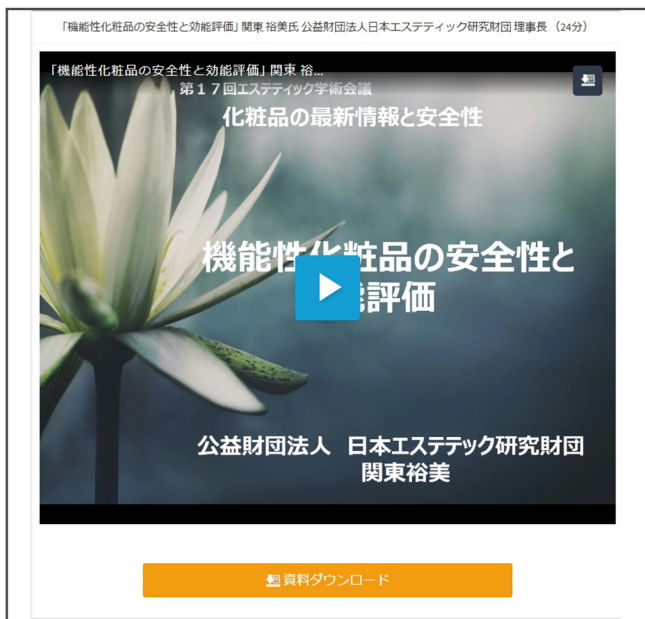 「機能性化粧品の安全性と効能評価」関東 裕美氏 公益財団法人日本エステティック研究財団 理事長 （24分）
「機能性化粧品の安全性と効能評価」 関東 裕...
第１７回エステティック学術会議
化粧品の最新情報と安全性
機能性化粧品の安全性と
能評価
公益財団法人 日本エステテック研究財団
関東裕美
資料ダウンロード